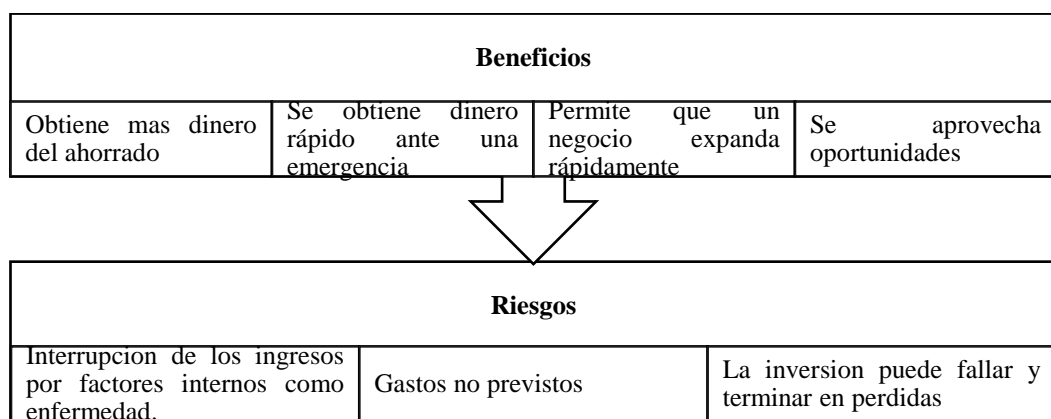 Beneficios
Obtiene mas dinero
del ahorrado
Se obtiene dinero
rápido ante una
emergencia
Permite que un
negocio expanda
rápidamente
Se aprovecha
oportunidades
Riesgos
Interrupcion de los ingresos
por factores internos como
enfermedad.
Gastos no previstos
La inversion puede fallar y
terminar en perdidas